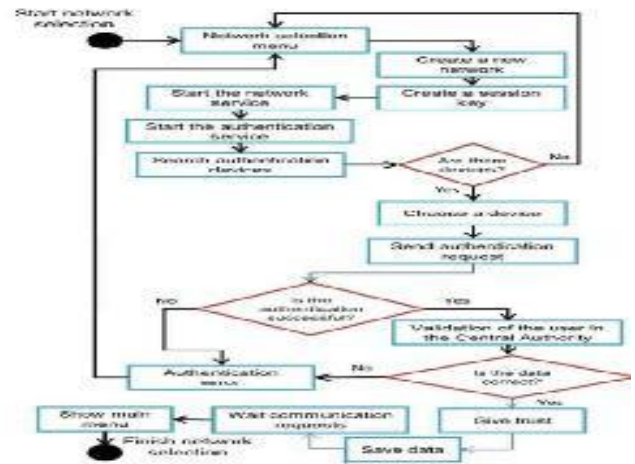 Start network
selection
Network selection
menu
Create a new
network
Create a session
key
Start the network
service
Start the authentication
service
Search authentication
devices
Are there
devices?
No
Yes
Choose a device
Send authentication
request
Is the
authentication
successful?
No
Yes
Validation of the user in
the Central Authority
Authentication
error
No
Is the data
correct?
Yes
Give trust
Save data
Wait communication
requests
Show main
menu
Finish network
selection